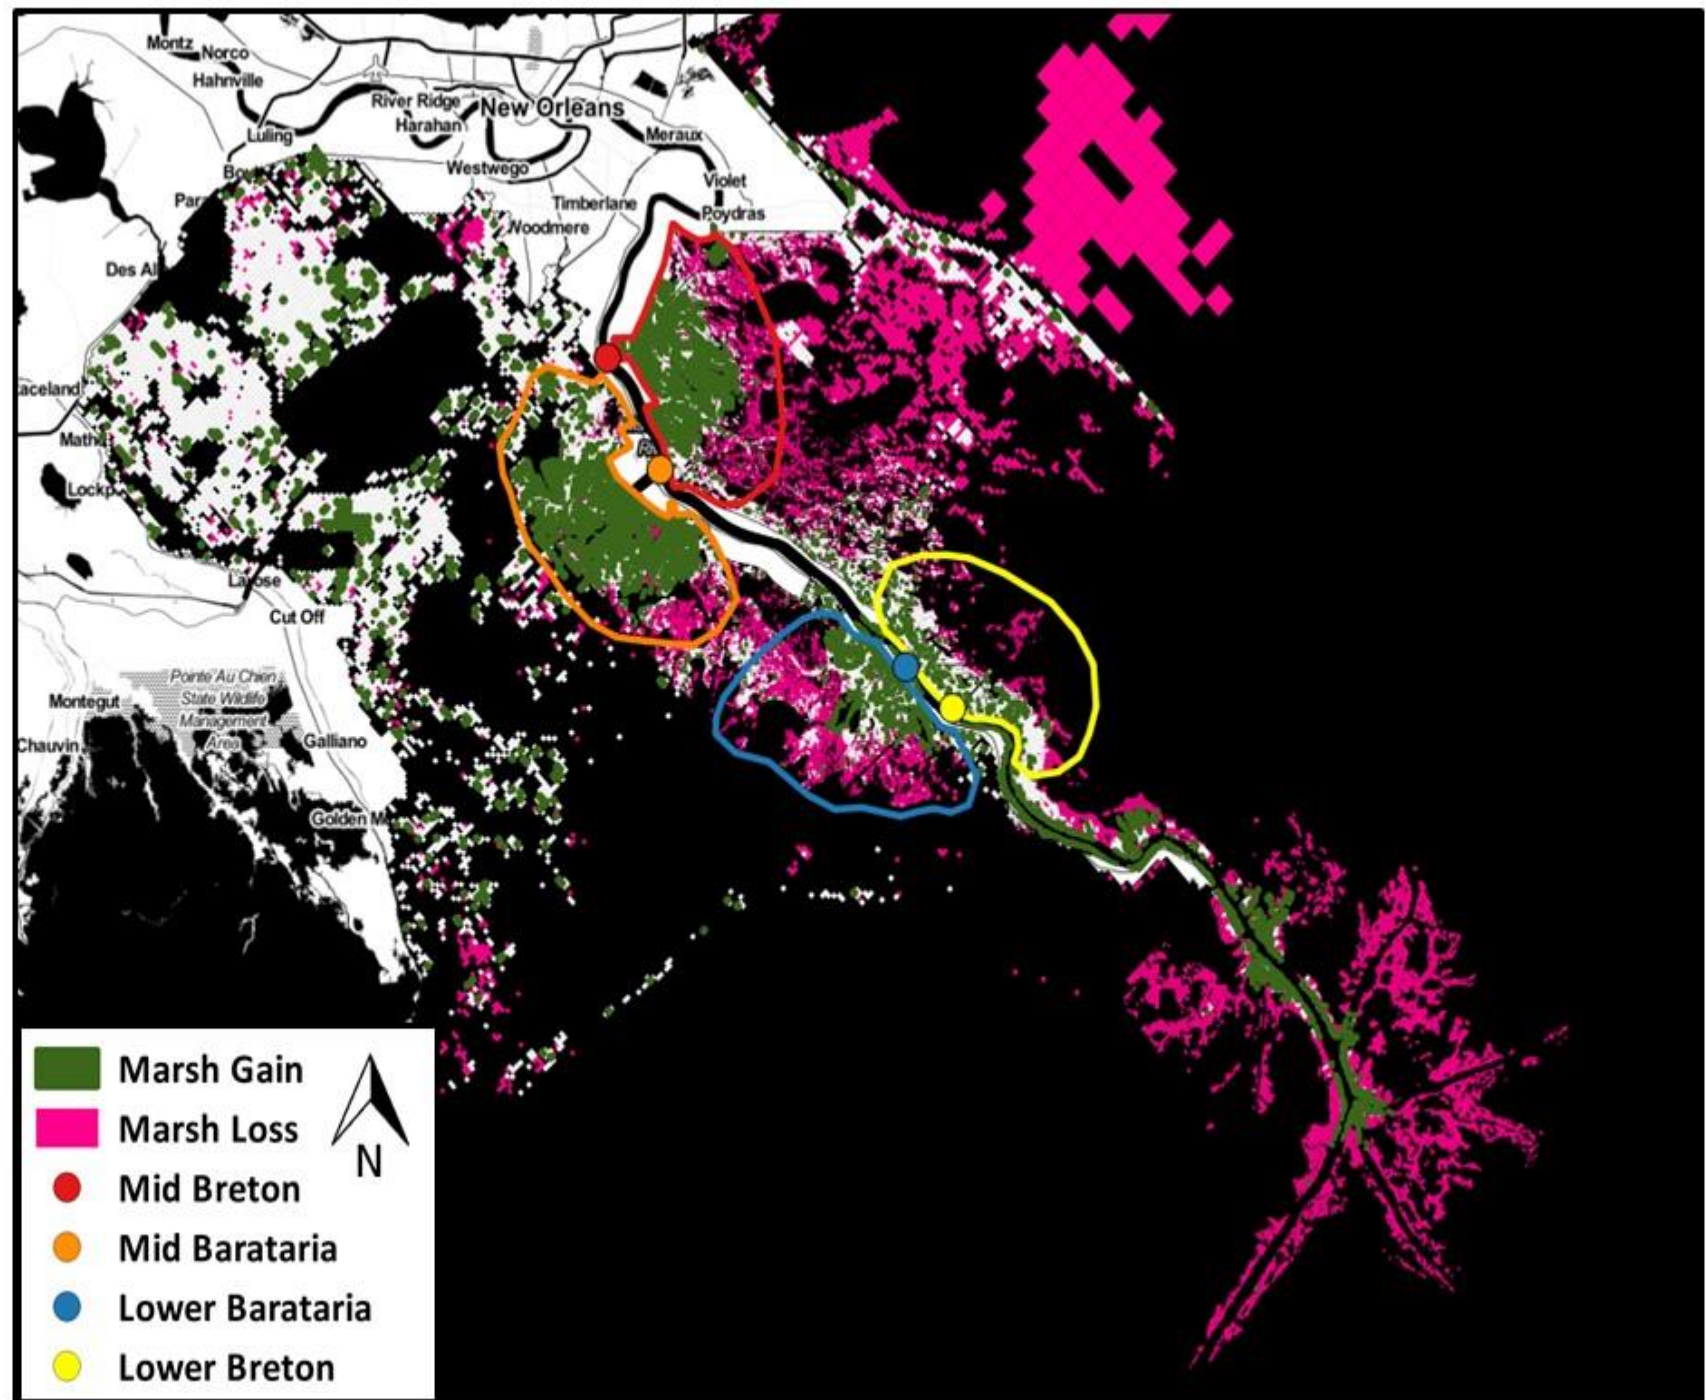 Montz
Norco
Hahnville
River Ridge
New Orleans
Harahan
Luling
Meraux
Westwego
Violet
Timberlane
Poydras
Woodmere
Des Al
aceland
Math
Lockp
Larose
Cut Off
Pointe Au Chien
State Wildlife
Management
Area
Montegut
Chauvin
Galliano
Golden M
Marsh Gain
Marsh Loss
N
Mid Breton
Mid Barataria
Lower Barataria
Lower Breton